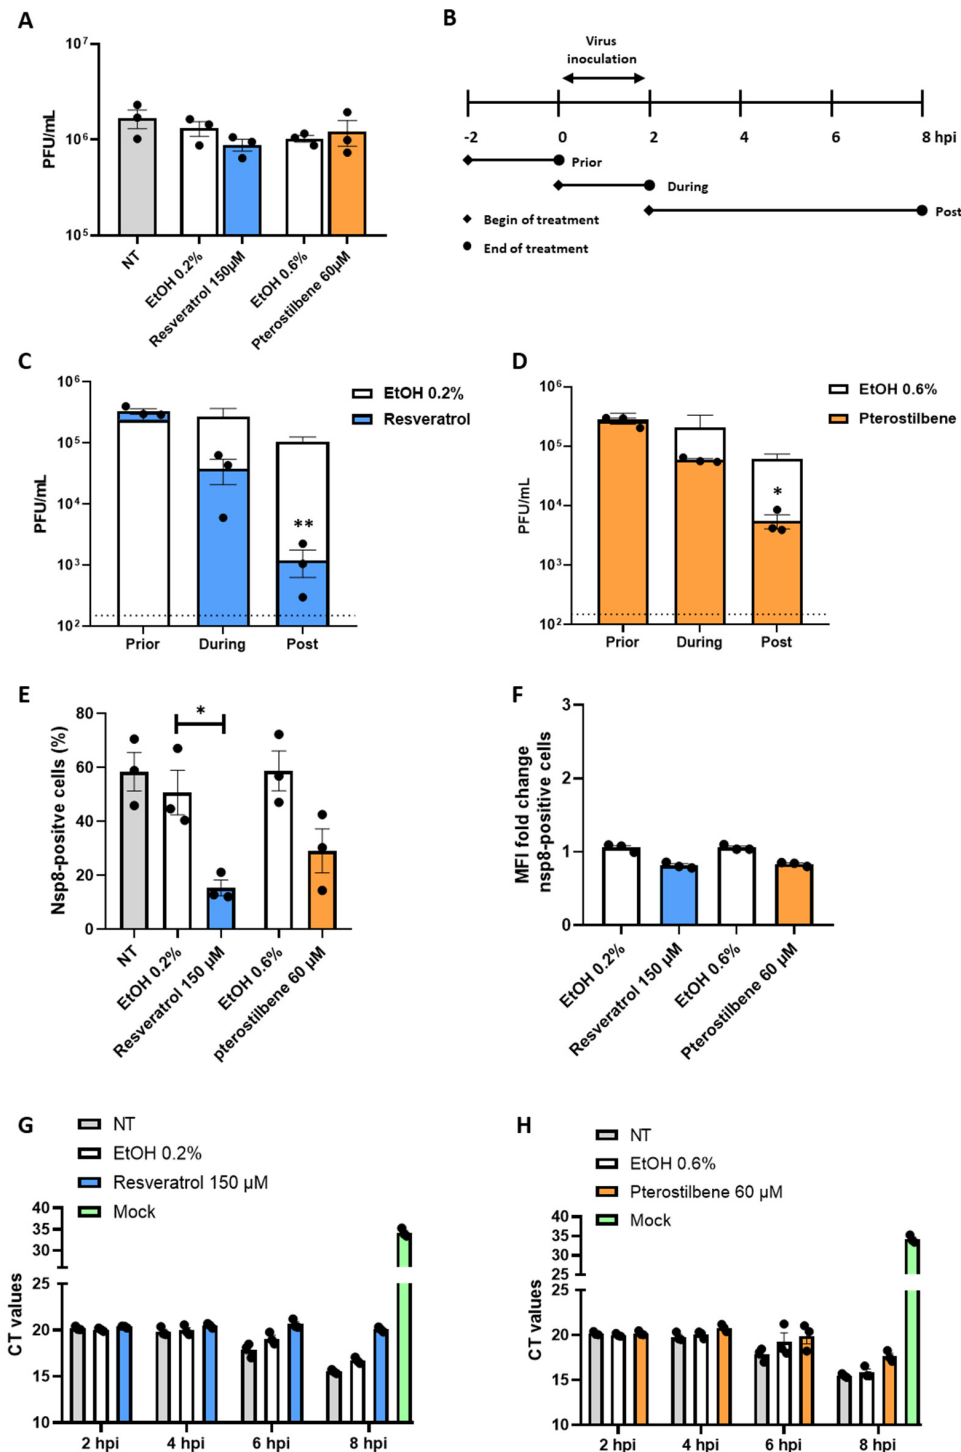 A
10⁷
10⁶
10⁵
PFU/mL
NT
EtOH 0.2%
Resveratrol 150µM
EtOH 0.6%
Pterostilbene 60µM
B
Virus
inoculation
-2 0 2 4 6 8 hpi
Prior
During
Post
Begin of treatment
End of treatment
C
10⁶
10⁵
10⁴
10³
10²
PFU/mL
EtOH 0.2%
Resveratrol
**
Prior During Post
D
10⁶
10⁵
10⁴
10³
10²
PFU/mL
EtOH 0.6%
Pterostilbene
*
Prior During Post
E
80
60
40
20
0
Nsp8-positve cells (%)
*
NT
EtOH 0.2%
Resveratrol 150 µM
EtOH 0.6%
pterostilbene 60 µM
F
3
2
1
0
MFI fold change
nsp8-positive cells
EtOH 0.2%
Resveratrol 150 µM
EtOH 0.6%
Pterostilbene 60 µM
G
NT
EtOH 0.2%
Resveratrol 150 µM
Mock
40
35
30
25
20
15
10
CT values
2 hpi 4 hpi 6 hpi 8 hpi
H
NT
EtOH 0.6%
Pterostilbene 60 µM
Mock
40
35
30
25
25
20
15
10
CT values
2 hpi 4 hpi 6 hpi 8 hpi